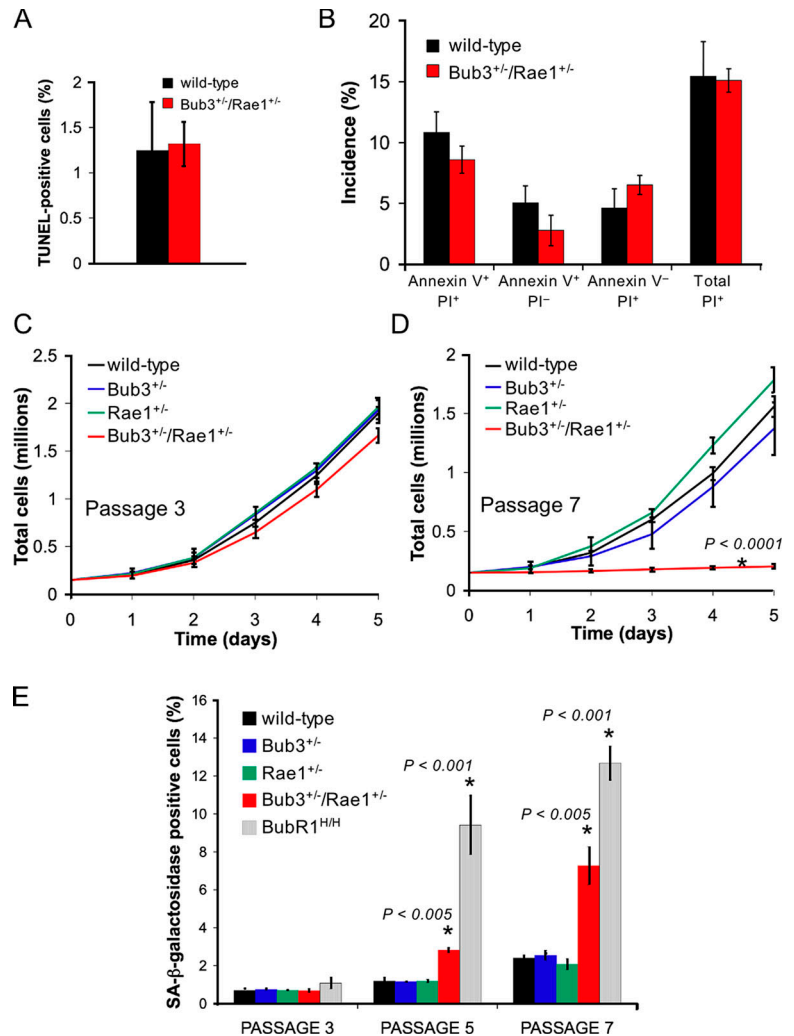 A
TUNEL-positive cells (%)
2
1.5
1
0.5
0
wild-type
Bub3+/-/Rae1+/-
B
Incidence (%)
20
15
10
5
0
wild-type
Bub3+/-/Rae1+/-
Annexin V+ Annexin V+ Annexin V– Total
PI+ PI– PI+ PI+
C
Total cells (millions)
2.5
2
1.5
1
0.5
0
wild-type
Bub3+/-
Rae1+/-
Bub3+/-/Rae1+/-
Passage 3
0 1 2 3 4 5
Time (days)
D
Total cells (millions)
2
1.5
1
0.5
0
wild-type
Bub3+/-
Rae1+/-
Bub3+/-/Rae1+/-
Passage 7
P < 0.0001
*
0 1 2 3 4 5
Time (days)
E
SA-β-galactosidase positive cells (%)
16
14
12
10
8
6
4
2
0
wild-type
Bub3+/-
Rae1+/-
Bub3+/-/Rae1+/-
BubR1H/H
P < 0.005
*
P < 0.001
*
P < 0.005
*
P < 0.001
*
PASSAGE 3 PASSAGE 5 PASSAGE 7